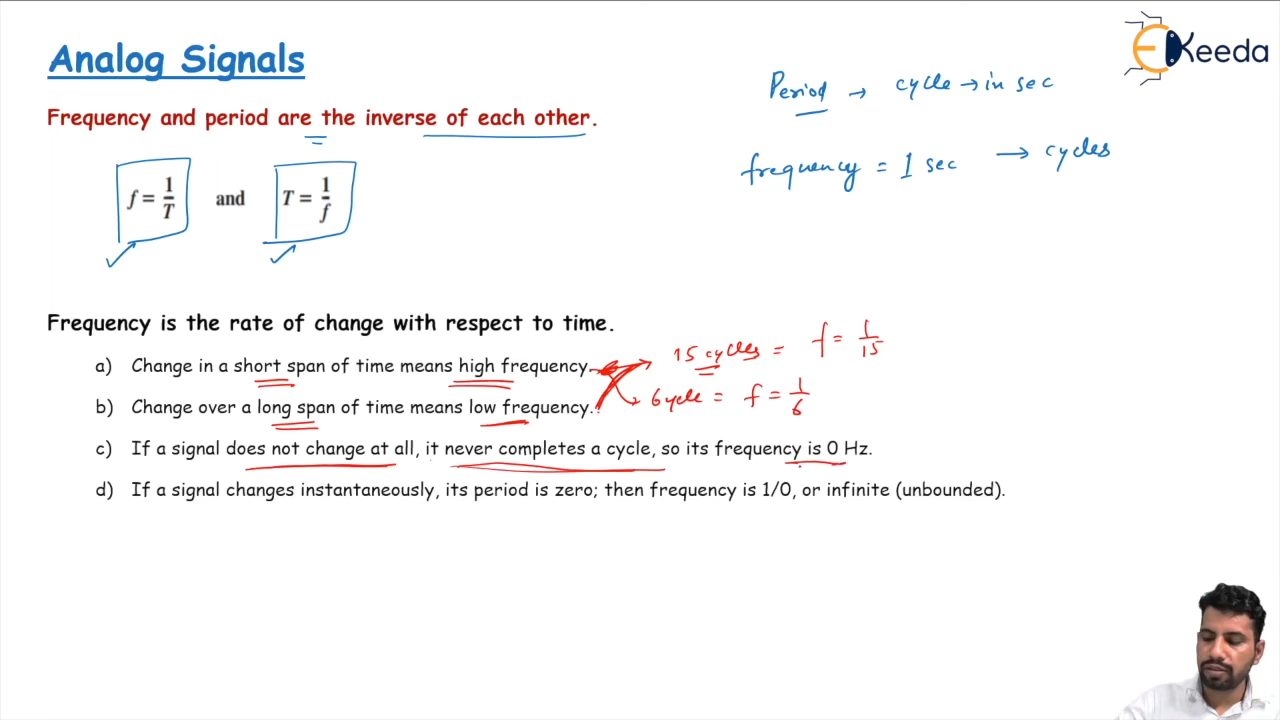 Analog Signals
EKeeda
Period → cycle → in sec
Frequency and period are the inverse of each other.
frequency = 1 sec → cycles
f = 1/T and T = 1/f
Frequency is the rate of change with respect to time.
a) Change in a short span of time means high frequency.
15 cycles = f = 1/15
b) Change over a long span of time means low frequency.
6 cycle = f = 1/6
c) If a signal does not change at all, it never completes a cycle, so its frequency is 0 Hz.
d) If a signal changes instantaneously, its period is zero; then frequency is 1/0, or infinite (unbounded).